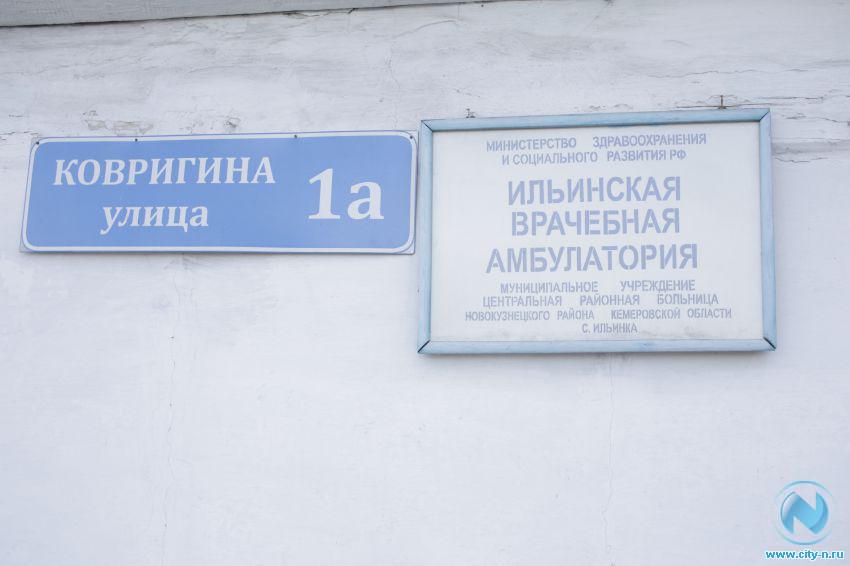 КОВРИГИНА
улица
1а
МИНИСТЕРСТВО ЗДРАВООХРАНЕНИЯ
И СОЦИАЛЬНОГО РАЗВИТИЯ РФ
ИЛЬИНСКАЯ
ВРАЧЕБНАЯ
АМБУЛАТОРИЯ
МУНИЦИПАЛЬНОЕ УЧРЕЖДЕНИЕ
ЦЕНТРАЛЬНАЯ РАЙОННАЯ БОЛЬНИЦА
НОВОКУЗНЕЦКОГО РАЙОНА КЕМЕРОВСКОЙ ОБЛАСТИ
С. ИЛЬИНКА
N
www.city-n.ru